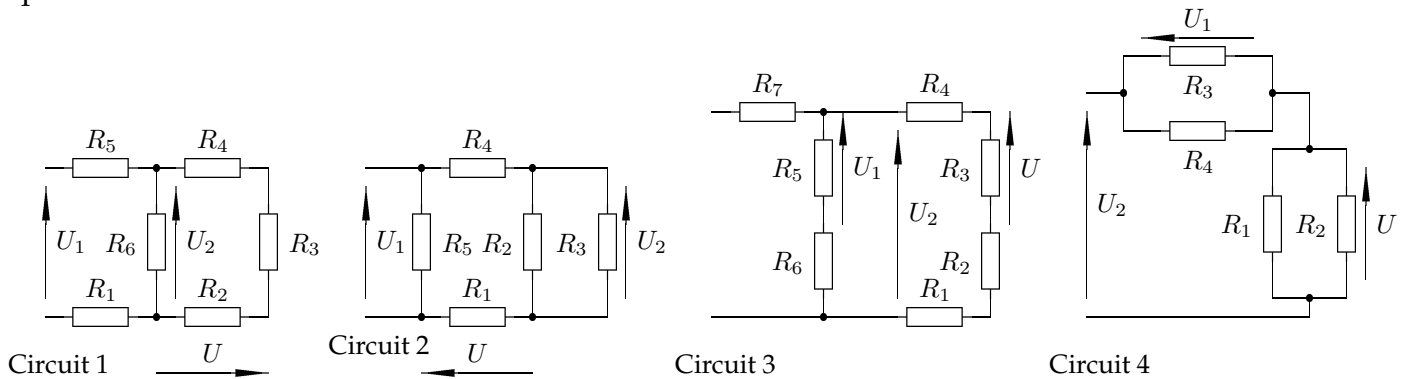 Circuit 1
R5
R4
U1
R6
U2
R3
R1
R2
U
Circuit 2
R4
U1
R5
R2
R3
U2
R1
U
Circuit 3
R7
R4
R5
U1
R3
U
U2
R6
R2
R1
Circuit 4
U1
R3
R4
U2
R1
R2
U